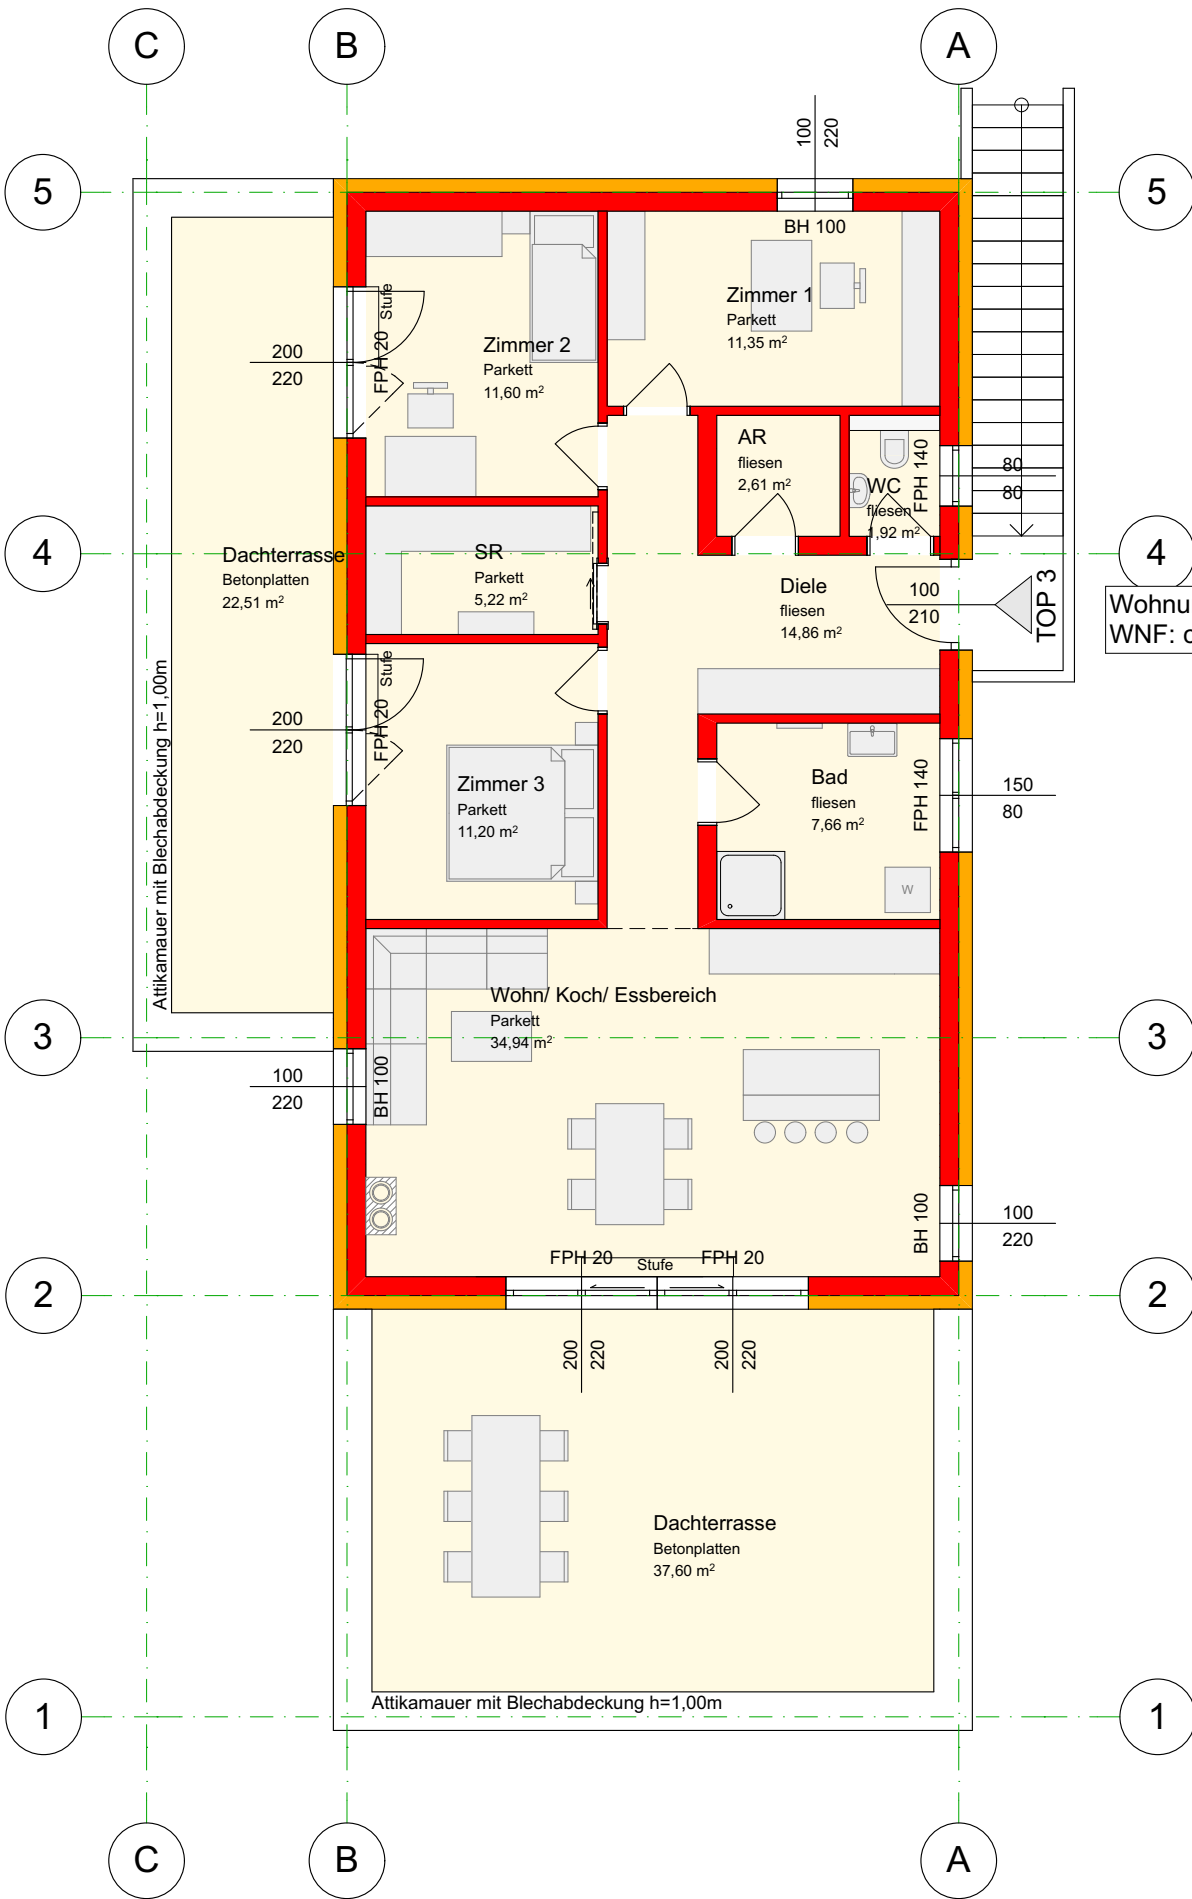 C
B
A
100
220
5
5
BH 100
Stufe
Zimmer 1
Parkett
11,35 m²
200
220
FPH 20
Zimmer 2
Parkett
11,60 m²
AR
fliesen
2,61 m²
FPH 140
80
80
WC
fliesen
1,92 m²
4
4
Dachterrasse
Betonplatten
22,51 m²
SR
Parkett
5,22 m²
Diele
fliesen
14,86 m²
100
210
TOP 3
Wohnu
WNF:
Attikamauer mit Blechabdeckung h=1,00m
Stufe
200
220
FPH 20
Zimmer 3
Parkett
11,20 m²
Bad
fliesen
7,66 m²
FPH 140
150
80
W
Wohn/ Koch/ Essbereich
Parkett
34,94 m²
3
3
100
220
BH 100
BH 100
100
220
FPH 20
Stufe
FPH 20
2
2
200
220
200
220
Dachterrasse
Betonplatten
37,60 m²
Attikamauer mit Blechabdeckung h=1,00m
1
1
C
B
A